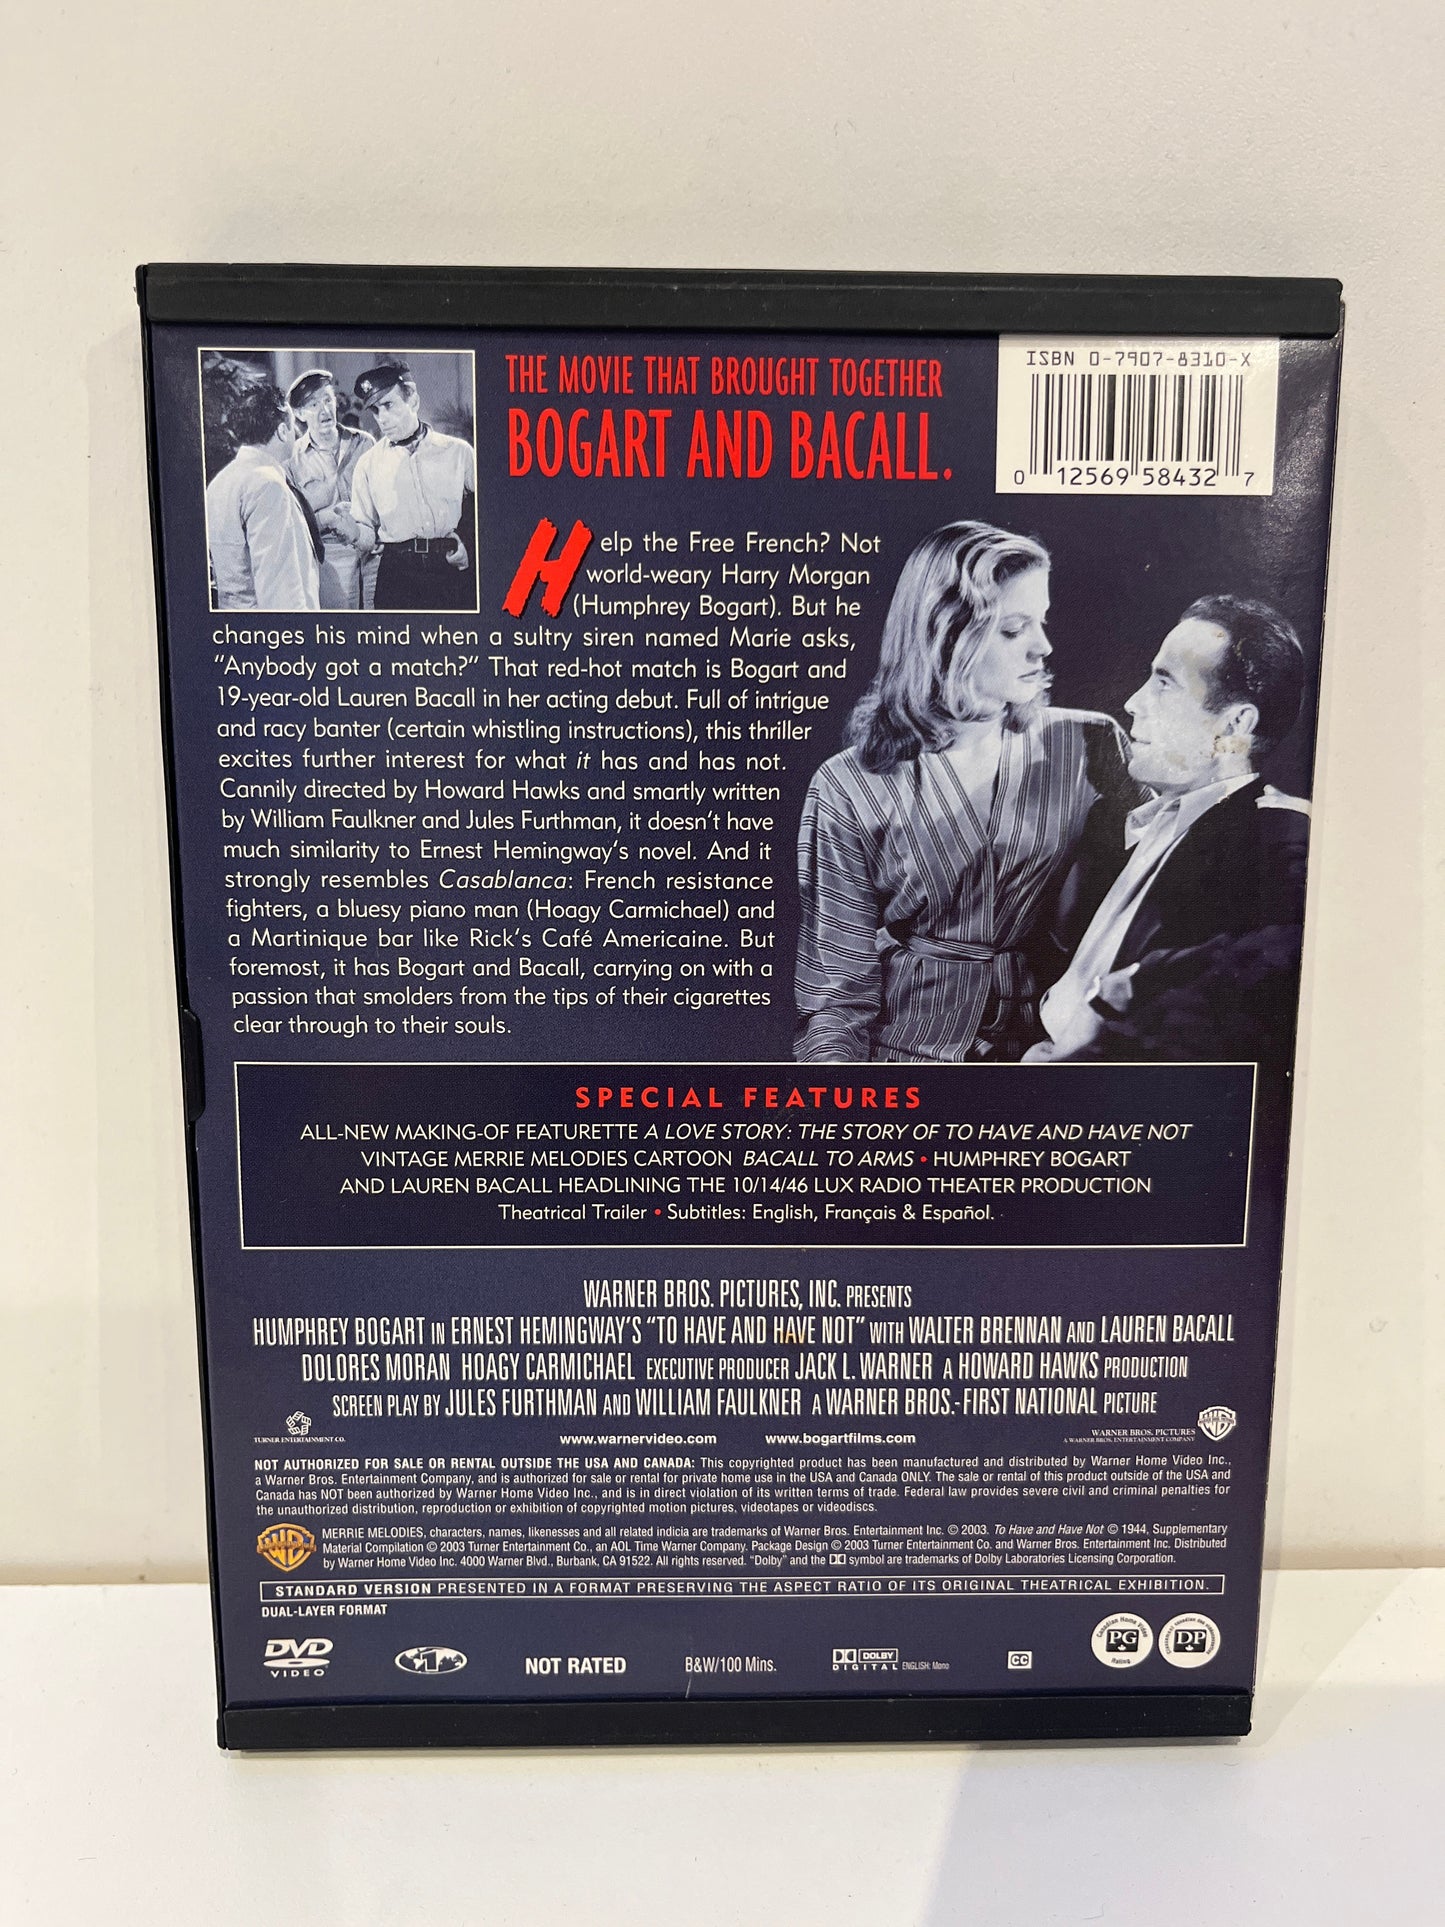 THE MOVIE THAT BROUGHT TOGETHER
BOGART AND BACALL.
ISBN 0-7907-8310-X
0 12569 58432 7
Help the Free French? Not
world-weary Harry Morgan
(Humphrey Bogart). But he
changes his mind when a sultry siren named Marie asks,
"Anybody got a match?" That red-hot match is Bogart and
19-year-old Lauren Bacall in her acting debut. Full of intrigue
and racy banter (certain whistling instructions), this thriller
excites further interest for what it has and has not.
Cannily directed by Howard Hawks and smartly written
by William Faulkner and Jules Furthman, it doesn't have
much similarity to Ernest Hemingway's novel. And it
strongly resembles Casablanca: French resistance
fighters, a bluesy piano man (Hoagy Carmichael) and
a Martinique bar like Rick's Café Americaine. But
foremost, it has Bogart and Bacall, carrying on with a
passion that smolders from the tips of their cigarettes
clear through to their souls.
SPECIAL FEATURES
ALL-NEW MAKING-OF FEATURETTE A LOVE STORY: THE STORY OF TO HAVE AND HAVE NOT
VINTAGE MERRIE MELODIES CARTOON BACALL TO ARMS • HUMPHREY BOGART
AND LAUREN BACALL HEADLINING THE 10/14/46 LUX RADIO THEATER PRODUCTION
Theatrical Trailer • Subtitles: English, Français & Español.
WARNER BROS. PICTURES, INC. PRESENTS
HUMPHREY BOGART IN ERNEST HEMINGWAY'S "TO HAVE AND HAVE NOT" WITH WALTER BRENNAN AND LAUREN BACALL
DOLORES MORAN HOAGY CARMICHAEL EXECUTIVE PRODUCER JACK L. WARNER A HOWARD HAWKS PRODUCTION
SCREEN PLAY BY JULES FURTHMAN AND WILLIAM FAULKNER A WARNER BROS.-FIRST NATIONAL PICTURE
TURNER ENTERTAINMENT CO.
www.warnervideo.com www.bogartfilms.com
WARNER BROS. PICTURES
A WARNER BROS. ENTERTAINMENT COMPANY
NOT AUTHORIZED FOR SALE OR RENTAL OUTSIDE THE USA AND CANADA: This copyrighted product has been manufactured and distributed by Warner Home Video Inc.,
a Warner Bros. Entertainment Company, and is authorized for sale or rental for private home use in the USA and Canada ONLY. The sale or rental of this product outside of the USA and
Canada has NOT been authorized by Warner Home Video Inc., and is in direct violation of its written terms of trade. Federal law provides severe civil and criminal penalties for
the unauthorized distribution, reproduction or exhibition of copyrighted motion pictures, videotapes or videodiscs.
MERRIE MELODIES, characters, names, likenesses and all related indicia are trademarks of Warner Bros. Entertainment Inc. © 2003. To Have and Have Not © 1944, Supplementary
Material Compilation © 2003 Turner Entertainment Co., an AOL Time Warner Company. Package Design © 2003 Turner Entertainment Co. and Warner Bros. Entertainment Inc. Distributed
by Warner Home Video Inc. 4000 Warner Blvd., Burbank, CA 91522. All rights reserved. "Dolby" and the DD symbol are trademarks of Dolby Laboratories Licensing Corporation.
STANDARD VERSION PRESENTED IN A FORMAT PRESERVING THE ASPECT RATIO OF ITS ORIGINAL THEATRICAL EXHIBITION.
DUAL-LAYER FORMAT
DVD VIDEO
1
NOT RATED
B&W/100 Mins.
DOLBY DIGITAL ENGLISH: Mono
CC
Canadian Home Video PG Rating
DP